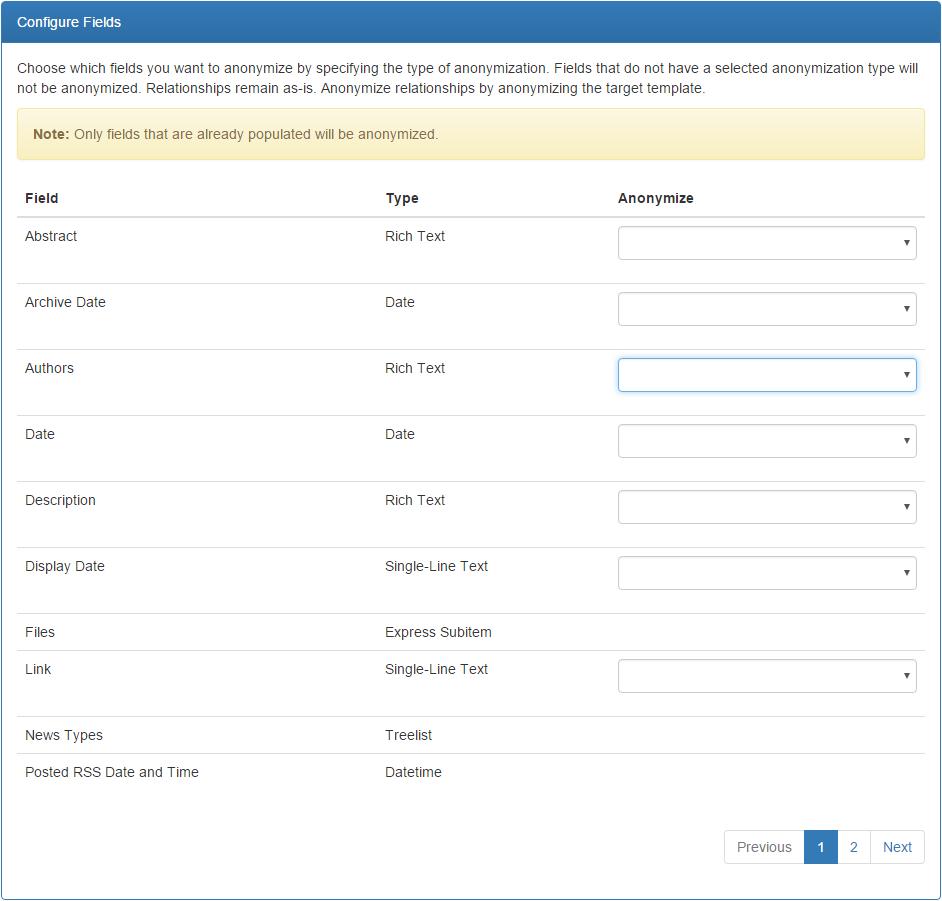 Configure Fields
Choose which fields you want to anonymize by specifying the type of anonymization. Fields that do not have a selected anonymization type will
not be anonymized. Relationships remain as-is. Anonymize relationships by anonymizing the target template.
Note: Only fields that are already populated will be anonymized.
Field Type Anonymize
Abstract Rich Text
Archive Date Date
Authors Rich Text
Date Date
Description Rich Text
Display Date Single-Line Text
Files Express Subitem
Link Single-Line Text
News Types Treelist
Posted RSS Date and Time Datetime
Previous 1 2 Next